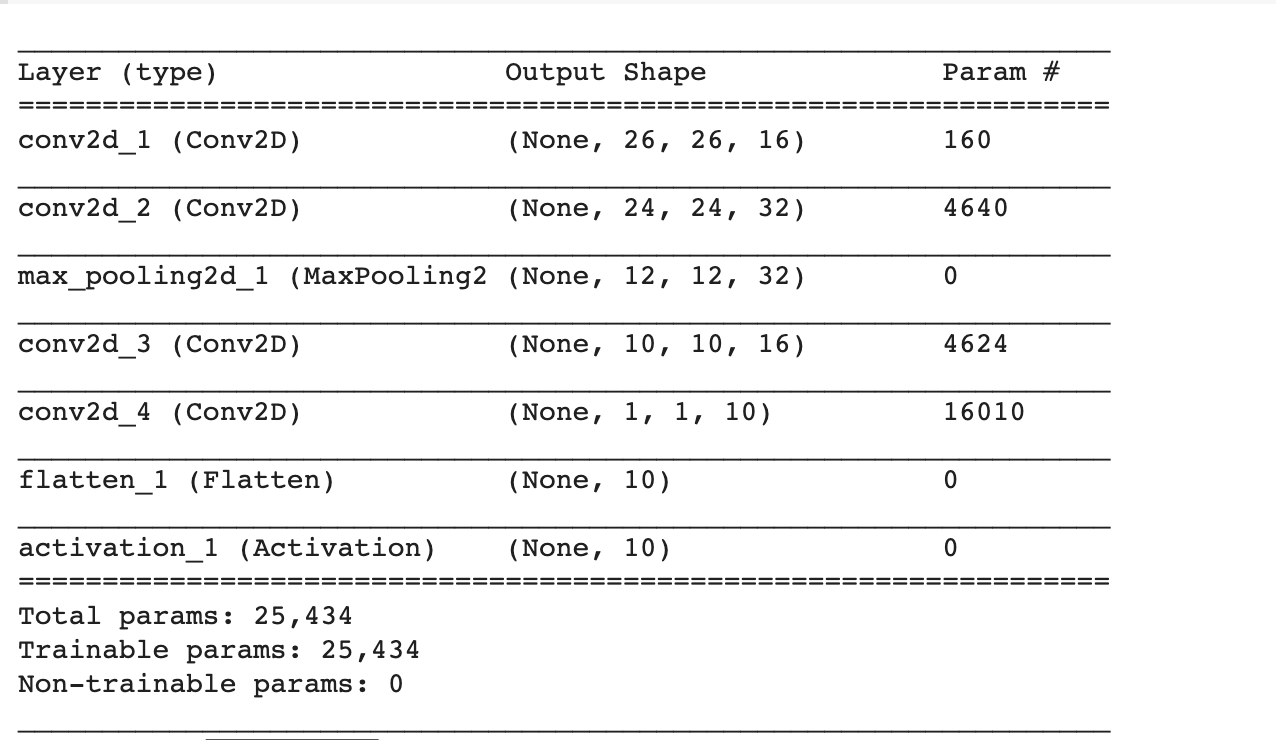 Layer (type) Output Shape Param #
=================================================================
conv2d_1 (Conv2D) (None, 26, 26, 16) 160
conv2d_2 (Conv2D) (None, 24, 24, 32) 4640
max_pooling2d_1 (MaxPooling2 (None, 12, 12, 32) 0
conv2d_3 (Conv2D) (None, 10, 10, 16) 4624
conv2d_4 (Conv2D) (None, 1, 1, 10) 16010
flatten_1 (Flatten) (None, 10) 0
activation_1 (Activation) (None, 10) 0
=================================================================
Total params: 25,434
Trainable params: 25,434
Non-trainable params: 0